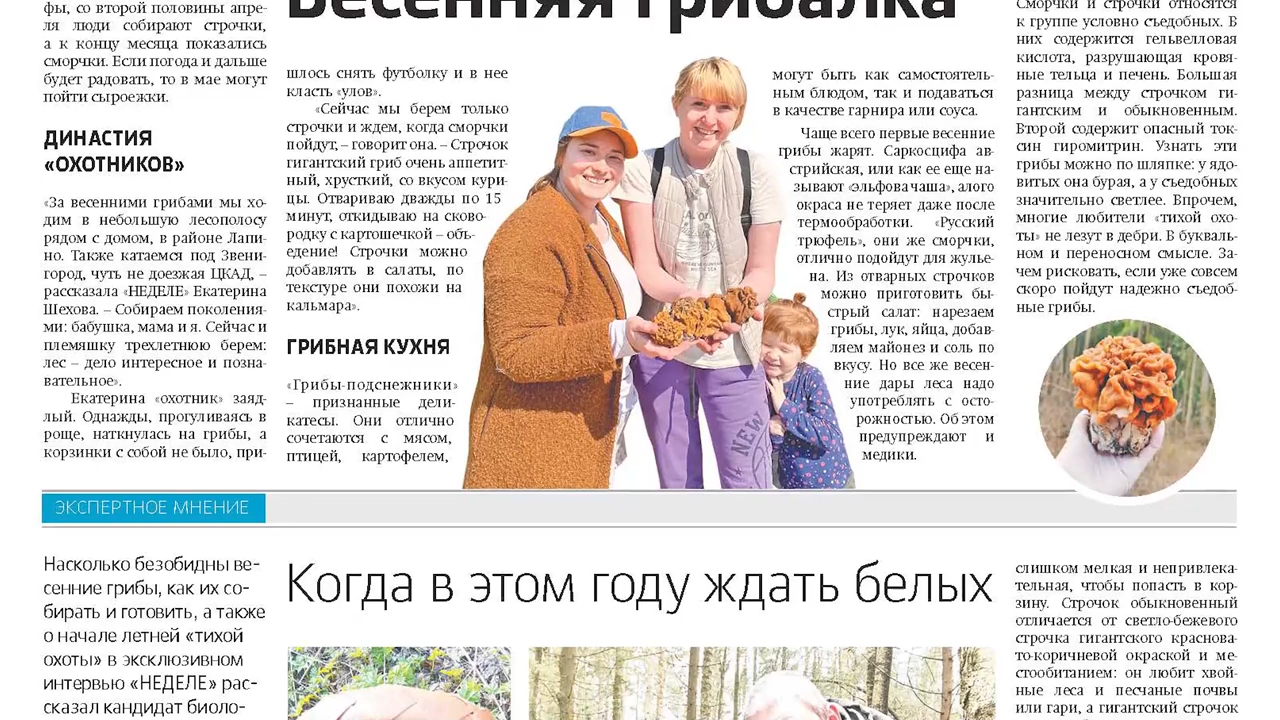 Весенняя грибалка
фы, со второй половины апре-
ля люди собирают строчки,
а к концу месяца показались
сморчки. Если погода и дальше
будет радовать, то в мае могут
пойти сыроежки.
ДИНАСТИЯ
«ОХОТНИКОВ»
«За весенними грибами мы хо-
дим в небольшую лесополосу
рядом с домом, в районе Лапи-
но. Также катаемся под Звени-
город, чуть не доезжая ЦКАД, –
рассказала «НЕДЕЛЕ» Екатерина
Шехова. – Собираем поколения-
ми: бабушка, мама и я. Сейчас и
племяшку трехлетнюю берем:
лес – дело интересное и позна-
вательное».
Екатерина «охотник» заяд-
лый. Однажды, прогуливаясь в
роще, наткнулась на грибы, а
корзинки с собой не было, при-
шлось снять футболку и в нее
класть «улов».
«Сейчас мы берем только
строчки и ждем, когда сморчки
пойдут, – говорит она. – Строчок
гигантский гриб очень аппетит-
ный, хрусткий, со вкусом кури-
цы. Отвариваю дважды по 15
минут, откидываю на сково-
родку с картошечкой – объ-
едение! Строчки можно
добавлять в салаты, по
текстуре они похожи на
кальмара».
ГРИБНАЯ КУХНЯ
«Грибы-подснежники»
– признанные дели-
катесы. Они отлично
сочетаются с мясом,
птицей, картофелем,
могут быть как самостоятель-
ным блюдом, так и подаваться
в качестве гарнира или соуса.
Чаще всего первые весенние
грибы жарят. Саркосцифа ав-
стрийская, или как ее еще на-
зывают «эльфова чаша», алого
окраса не теряет даже после
термообработки. «Русский
трюфель», они же сморчки,
отлично подойдут для жулье-
на. Из отварных строчков
можно приготовить бы-
стрый салат: нарезаем
грибы, лук, яйца, добав-
ляем майонез и соль по
вкусу. Но все же весен-
ние дары леса надо
употреблять с осто-
рожностью. Об этом
предупреждают и
медики.
Сморчки и строчки относятся
к группе условно съедобных. В
них содержится гельвелловая
кислота, разрушающая кровя-
ные тельца и печень. Большая
разница между строчком ги-
гантским и обыкновенным.
Второй содержит опасный ток-
син гиромитрин. Узнать эти
грибы можно по шляпке: у ядо-
витых она бурая, а у съедобных
значительно светлее. Впрочем,
многие любители «тихой охо-
ты» не лезут в дебри. В букваль-
ном и переносном смысле. За-
чем рисковать, если уже совсем
скоро пойдут надежно съедоб-
ные грибы.
NEW
ЭКСПЕРТНОЕ МНЕНИЕ
Насколько безобидны ве-
сенние грибы, как их со-
бирать и готовить, а также
о начале летней «тихой
охоты» в эксклюзивном
интервью «НЕДЕЛЕ» рас-
сказал кандидат биоло-
Когда в этом году ждать белых
слишком мелкая и непривлека-
тельная, чтобы попасть в кор-
зину. Строчок обыкновенный
отличается от светло-бежевого
строчка гигантского краснова-
то-коричневой окраской и ме-
стообитанием: он любит хвой-
ные леса и песчаные почвы
или гари, а гигантский строчок